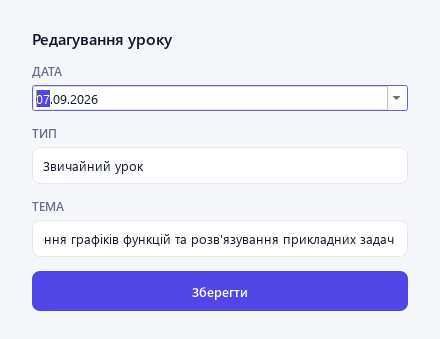 Редагування уроку
ДАТА
07.09.2026
ТИП
Звичайний урок
ТЕМА
ння графіків функцій та розв'язування прикладних задач
Зберегти